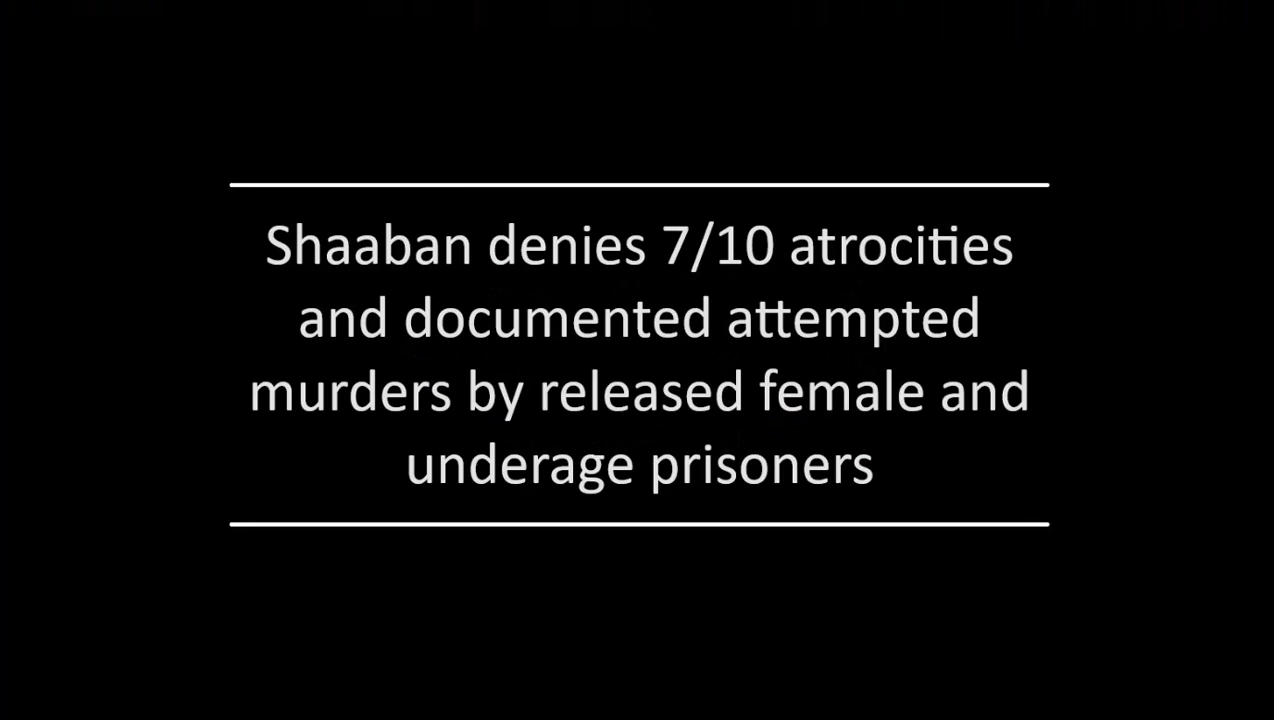 Shaaban denies 7/10 atrocities
and documented attempted
murders by released female and
underage prisoners